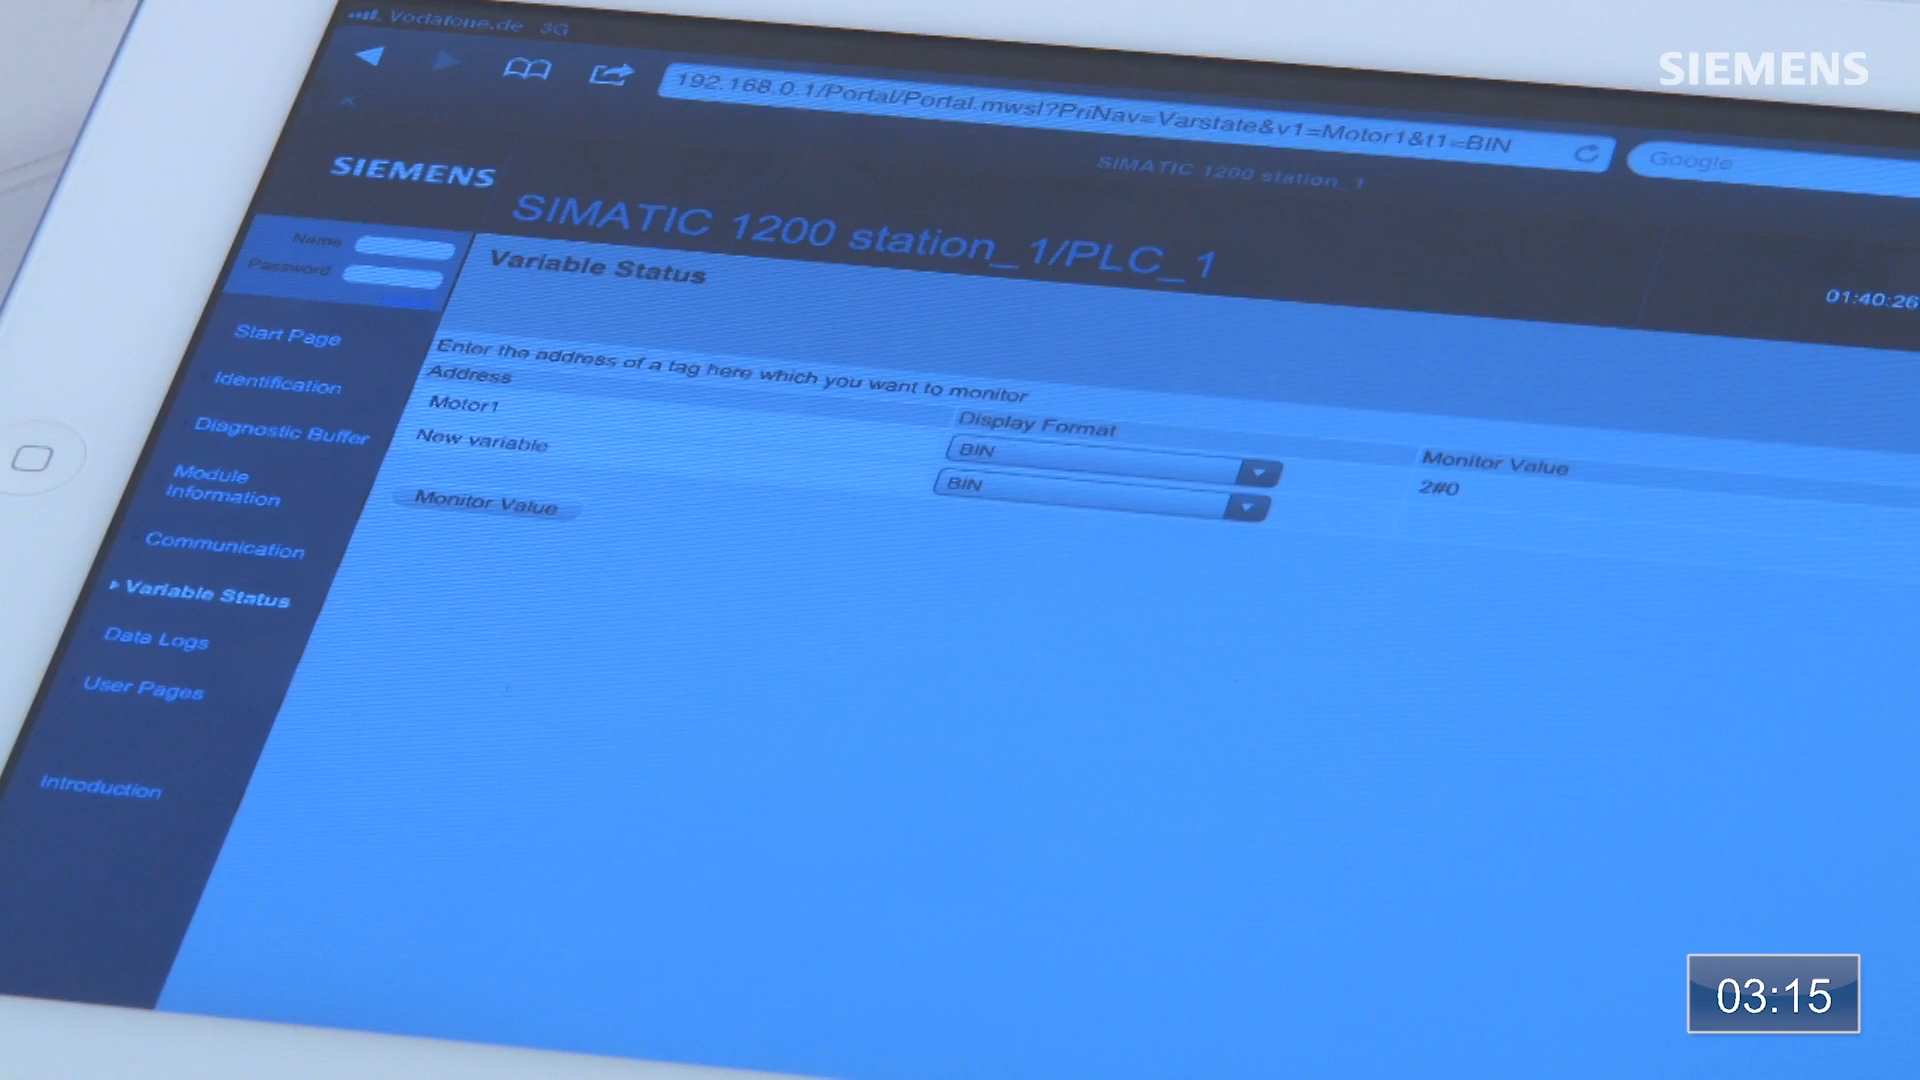 Vodafone.de 3G
SIEMENS
192.168.0.1/Portal/Portal.mwsl?PriNav=Varstate&v1=Motor1&t1=BIN
Google
SIMATIC 1200 station_1
SIEMENS
SIMATIC 1200 station_1/PLC_1
01:40:26
Name
Password
Variable Status
Start Page
Identification
Diagnostic Buffer
Module
Information
Communication
Variable Status
Data Logs
User Pages
Introduction
Enter the address of a tag here which you want to monitor
Address
Display Format
Monitor Value
Motor1
BIN
2#0
New variable
BIN
Monitor Value
03:15